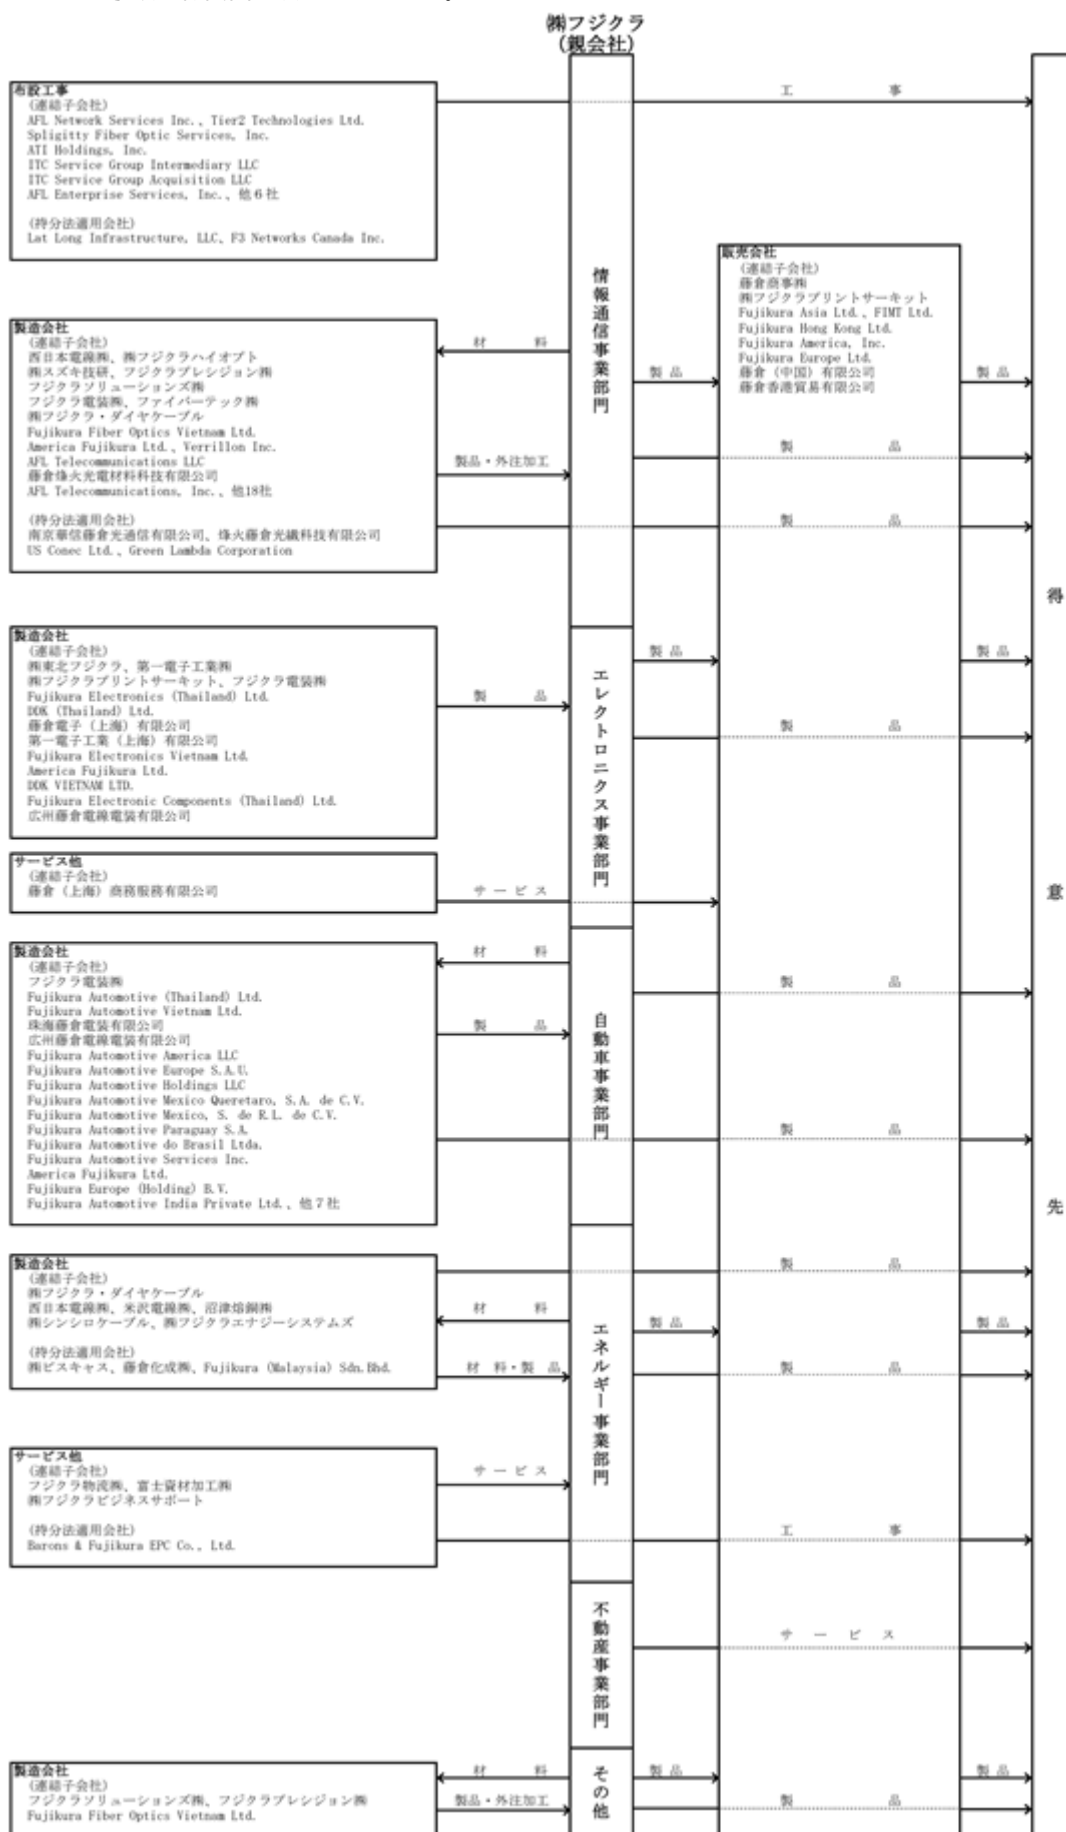 ㈱フジクラ
(親会社)
布設工事
(連結子会社)
AFL Network Services Inc.、Tier2 Technologies Ltd.
Spligitty Fiber Optic Services, Inc.
ATI Holdings, Inc.
ITC Service Group Intermediary LLC
ITC Service Group Acquisition LLC
AFL Enterprise Services, Inc.、他６社
(持分法適用会社)
Lat Long Infrastructure, LLC、F3 Networks Canada Inc.
工 事
情報通信事業部門
販売会社
(連結子会社)
藤倉商事㈱
㈱フジクラプリントサーキット
Fujikura Asia Ltd.、FIMT Ltd.
Fujikura Hong Kong Ltd.
Fujikura America, Inc.
Fujikura Europe Ltd.
藤倉（中国）有限公司
藤倉香港貿易有限公司
製造会社
(連結子会社)
西日本電線㈱、㈱フジクラハイオプト
㈱スズキ技研、フジクラプレシジョン㈱
フジクラソリューションズ㈱
フジクラ電装㈱、ファイバーテック㈱
㈱フジクラ・ダイヤケーブル
Fujikura Fiber Optics Vietnam Ltd.
America Fujikura Ltd.、Verrillon Inc.
AFL Telecommunications LLC
藤倉烽火光電材料科技有限公司
AFL Telecommunications, Inc.、他18社
(持分法適用会社)
南京華信藤倉光通信有限公司、烽火藤倉光繊科技有限公司
US Conec Ltd.、Green Lambda Corporation
材 料
製品・外注加工
製 品
製 品
製 品
製 品
得意先
製造会社
(連結子会社)
㈱東北フジクラ、第一電子工業㈱
㈱フジクラプリントサーキット、フジクラ電装㈱
Fujikura Electronics (Thailand) Ltd.
DDK (Thailand) Ltd.
藤倉電子（上海）有限公司
第一電子工業（上海）有限公司
Fujikura Electronics Vietnam Ltd.
America Fujikura Ltd.
DDK VIETNAM LTD.
Fujikura Electronic Components (Thailand) Ltd.
広州藤倉電線電装有限公司
製 品
エレクトロニクス事業部門
製 品
製 品
製 品
サービス他
(連結子会社)
藤倉（上海）商務服務有限公司
サービス
製造会社
(連結子会社)
フジクラ電装㈱
Fujikura Automotive (Thailand) Ltd.
Fujikura Automotive Vietnam Ltd.
珠海藤倉電装有限公司
広州藤倉電線電装有限公司
Fujikura Automotive America LLC
Fujikura Automotive Europe S.A.U.
Fujikura Automotive Holdings LLC
Fujikura Automotive Mexico Queretaro, S.A. de C.V.
Fujikura Automotive Mexico, S. de R.L. de C.V.
Fujikura Automotive Paraguay S.A.
Fujikura Automotive do Brasil Ltda.
Fujikura Automotive Services Inc.
America Fujikura Ltd.
Fujikura Europe (Holding) B.V.
Fujikura Automotive India Private Ltd.、他７社
材 料
製 品
自動車事業部門
製 品
製 品
製造会社
(連結子会社)
㈱フジクラ・ダイヤケーブル
西日本電線㈱、米沢電線㈱、沼津熔銅㈱
㈱シンシロケーブル、㈱フジクラエナジーシステムズ
(持分法適用会社)
㈱ビスキャス、藤倉化成㈱、Fujikura (Malaysia) Sdn.Bhd.
製 品
材 料
材 料・製 品
エネルギー事業部門
製 品
製 品
製 品
サービス他
(連結子会社)
フジクラ物流㈱、富士資材加工㈱
㈱フジクラビジネスサポート
(持分法適用会社)
Barons & Fujikura EPC Co., Ltd.
サービス
工 事
不動産事業部門
サービス
製造会社
(連結子会社)
フジクラソリューションズ㈱、フジクラプレシジョン㈱
Fujikura Fiber Optics Vietnam Ltd.
材 料
製品・外注加工
その他
製 品
製 品
製 品